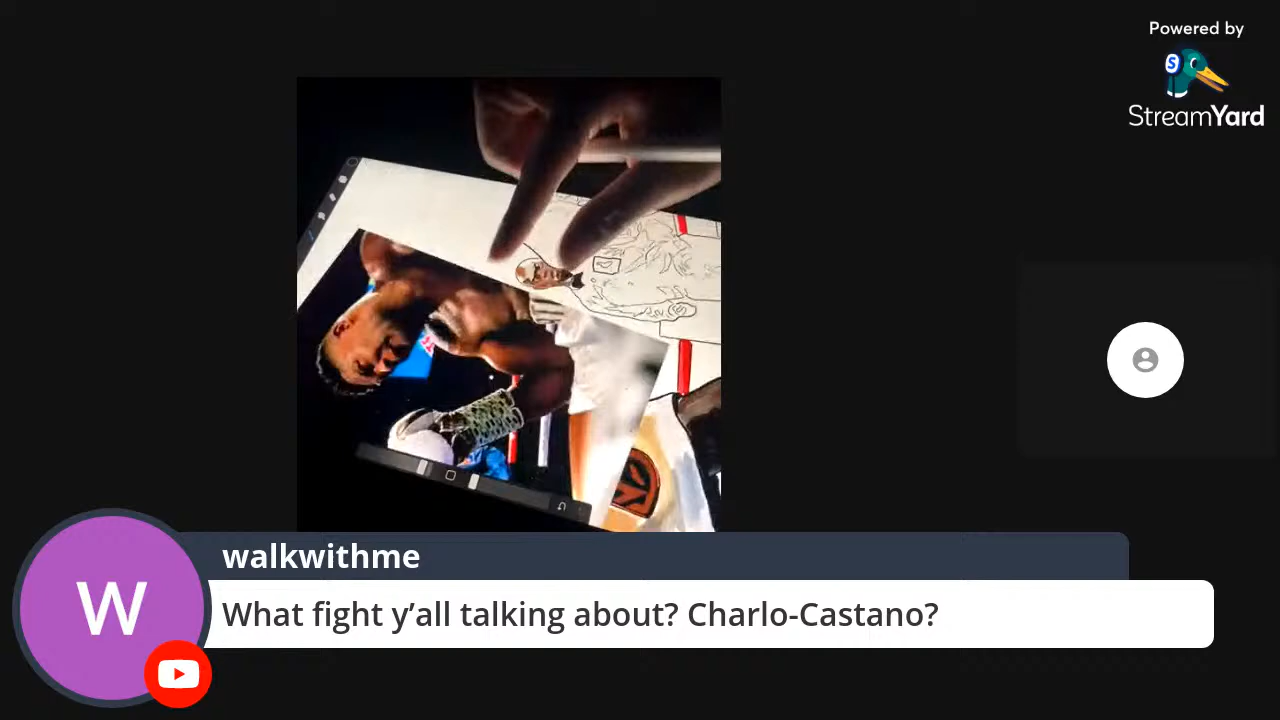 Powered by
StreamYard
walkwithme
What fight y’all talking about? Charlo-Castano?
W